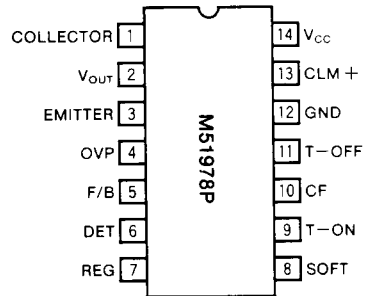 COLLECTOR 1 14 VCC
VOUT 2 13 CLM+
EMITTER 3 12 GND
OVP 4 11 T-OFF
F/B 5 10 CF
DET 6 9 T-ON
REG 7 8 SOFT
M51978P